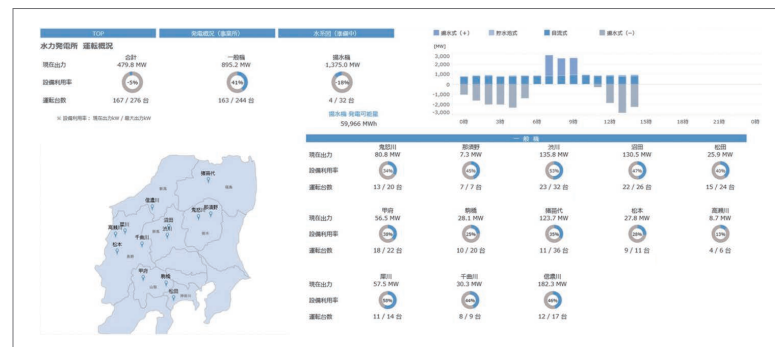 TOP 発電概況(事業所) 水系図(準備中)
水力発電所 運転概況
合計 一般機 揚水機
現在出力 479.8 MW 895.2 MW 1,375.0 MW
設備利用率 -5% 41% -18%
運転台数 167 / 276 台 163 / 244 台 4 / 32 台
※ 設備利用率: 現在出力kW / 最大出力kW
揚水機 発電可能量
59,966 MWh
揚水式(+) 貯水池式 自流式 揚水式(−)
[MW]
3,000
2,000
1,000
0
-1,000
-2,000
-3,000
0時 3時 6時 9時 12時 15時 18時 21時 0時
一 般 機
鬼怒川 那須野 渋川 沼田 松田
現在出力 80.8 MW 7.3 MW 135.8 MW 130.5 MW 25.9 MW
設備利用率 34% 45% 53% 47%
運転台数 13 / 20 台 7 / 7 台 23 / 32 台 22 / 26 台 15 / 24 台
甲府 駒橋 猪苗代 松本 高瀬川
現在出力 56.5 MW 28.1 MW 123.7 MW 27.8 MW 8.7 MW
設備利用率 38% 35% 28% 13%
運転台数 18 / 22 台 10 / 20 台 11 / 36 台 9 / 11 台 4 / 6 台
犀川 千曲川 信濃川
現在出力 57.5 MW 30.3 MW 182.3 MW
設備利用率 44% 46%
運転台数 11 / 14 台 8 / 9 台 12 / 17 台
猪苗代
信濃川
鬼怒川 那須野
沼田
渋川
高瀬川 犀川
千曲川
松本
甲府
駒橋
松田